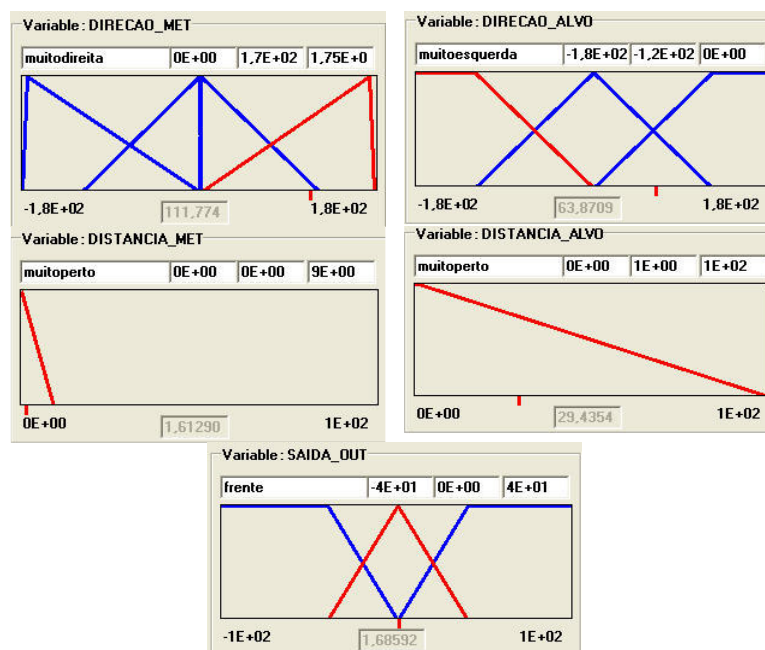 Variable: DIRECAO_MET
muitodireita 0E+00 1,7E+02 1,75E+0
-1,8E+02 111,774 1,8E+02
Variable: DIRECAO_ALVO
muitoesquerda -1,8E+02 -1,2E+02 0E+00
-1,8E+02 63,8709 1,8E+02
Variable: DISTANCIA_MET
muitoperto 0E+00 0E+00 9E+00
0E+00 1,61290 1E+02
Variable: DISTANCIA_ALVO
muitoperto 0E+00 1E+00 1E+02
0E+00 29,4354 1E+02
Variable: SAIDA_OUT
frente -4E+01 0E+00 4E+01
-1E+02 1,68592 1E+02